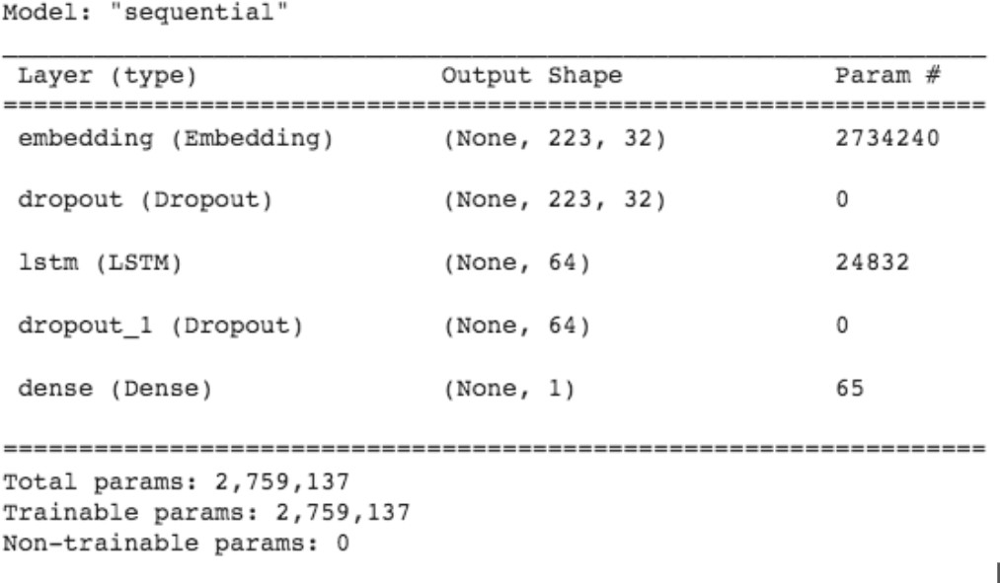 Model: "sequential"
Layer (type) Output Shape Param #
=================================================================
embedding (Embedding) (None, 223, 32) 2734240
dropout (Dropout) (None, 223, 32) 0
lstm (LSTM) (None, 64) 24832
dropout_1 (Dropout) (None, 64) 0
dense (Dense) (None, 1) 65
=================================================================
Total params: 2,759,137
Trainable params: 2,759,137
Non-trainable params: 0